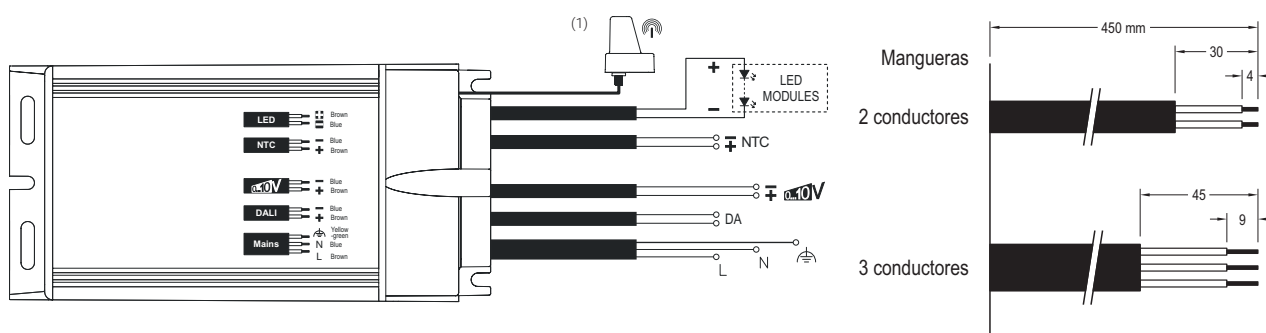 (1)
LED
Brown
Blue
NTC
Blue
Brown
0...10V
Blue
Brown
DALI
Blue
Brown
Mains
Yellow
-green
N Blue
L Brown
+
-
LED
MODULES
NTC
0...10V
DA
N
L
Mangueras
450 mm
30
4
2 conductores
45
9
3 conductores